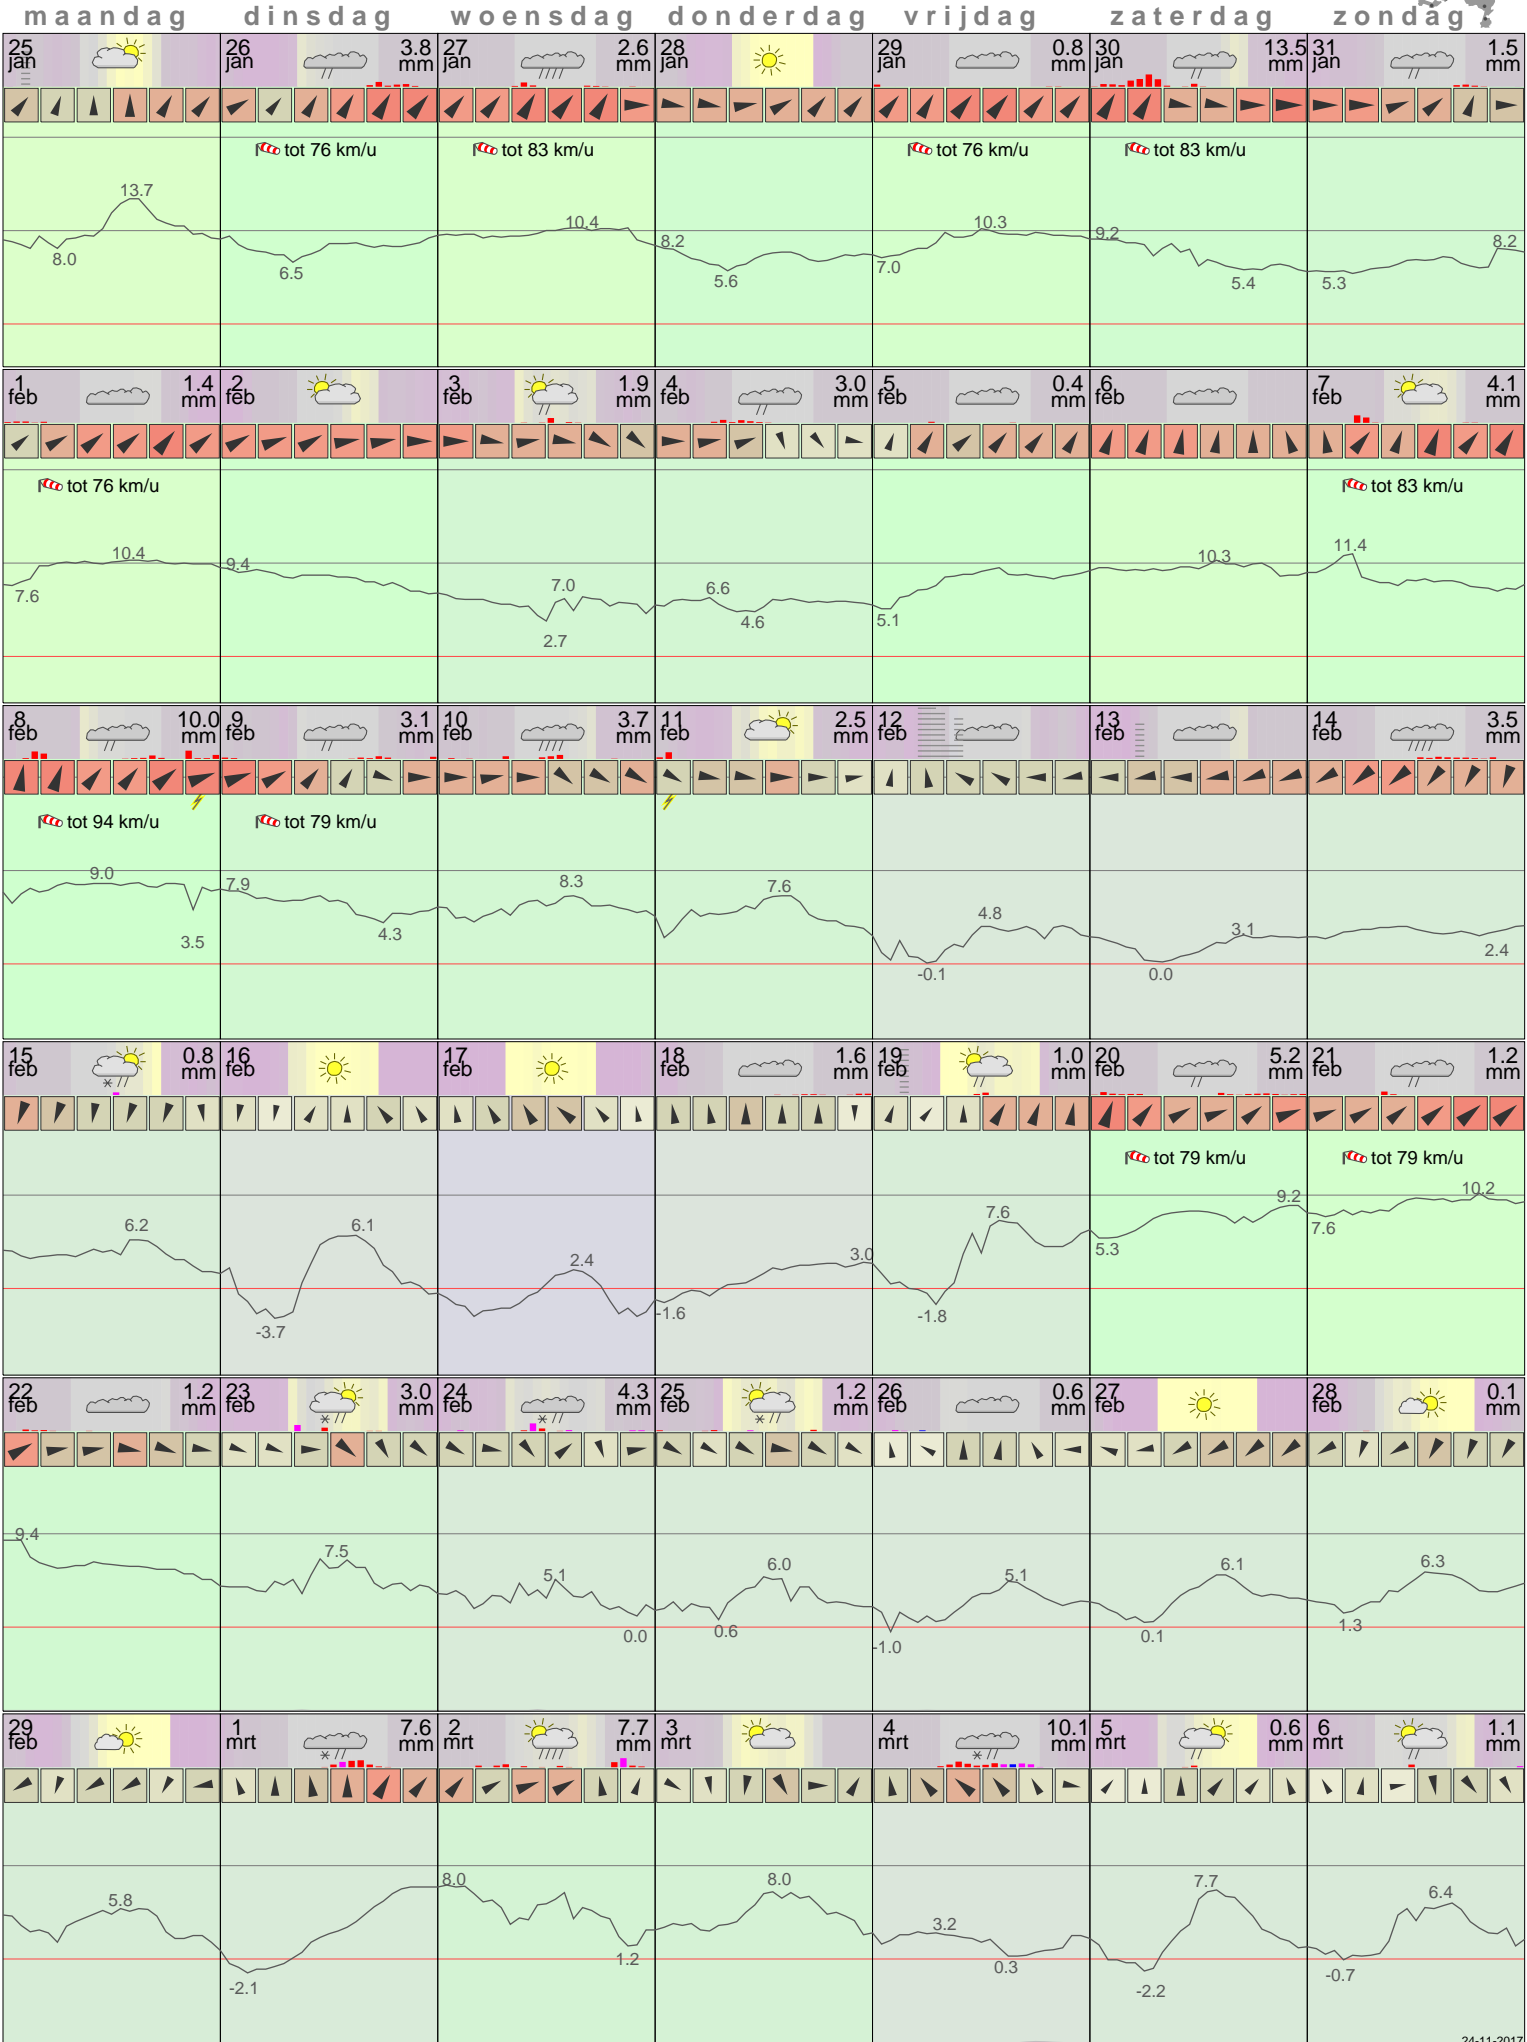 maandag dinsdag woensdag donderdag vrijdag zaterdag zondag
25 26 3.8 27 2.6 28 29 0.8 30 13.5 31 1.5
jan jan mm jan mm jan jan mm jan mm jan mm
tot 76 km/u tot 83 km/u tot 76 km/u tot 83 km/u
13.7
10.4 10.3
8.2 9.2 8.2
8.0 6.5 5.6 7.0 5.4 5.3
1 1.4 2 3 1.9 4 3.0 5 0.4 6 7 4.1
feb mm feb feb mm feb mm feb mm feb feb mm
tot 76 km/u tot 83 km/u
10.4 9.4 10.3 11.4
7.6 7.0 6.6 5.1
2.7 4.6
8 10.0 9 3.1 10 3.7 11 2.5 12 13 14 3.5
feb mm feb mm feb mm feb mm feb feb feb mm
tot 94 km/u tot 79 km/u
9.0 7.9 8.3 7.6
4.8 3.1
3.5 4.3 -0.1 0.0 2.4
15 0.8 16 17 18 1.6 19 1.0 20 5.2 21 1.2
feb mm feb feb feb mm feb mm feb mm feb mm
tot 79 km/u tot 79 km/u
9.2 10.2
6.2 6.1 2.4 3.0 7.6 5.3 7.6
-3.7 -1.6 -1.8
22 1.2 23 3.0 24 4.3 25 1.2 26 0.6 27 28 0.1
feb mm feb mm feb mm feb mm feb mm feb feb mm
9.4 7.5 5.1 6.0 5.1 6.1 6.3
0.0 0.6 -1.0 0.1 1.3
29 1 7.6 2 7.7 3 4 10.1 5 0.6 6 1.1
feb mrt mm mrt mm mrt mrt mm mrt mm mrt mm
5.8 8.0 8.0 3.2 7.7 6.4
-2.1 1.2 0.3 -2.2 -0.7
24-11-2017